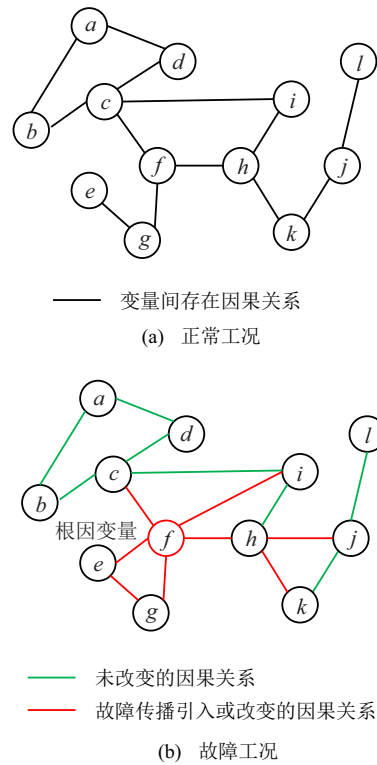 a
d
c
i
l
b
f
h
j
e
g
k
变量间存在因果关系
(a) 正常工况
a
l
d
c
i
b
根因变量
f
h
j
e
g
k
未改变的因果关系
故障传播引入或改变的因果关系
(b) 故障工况